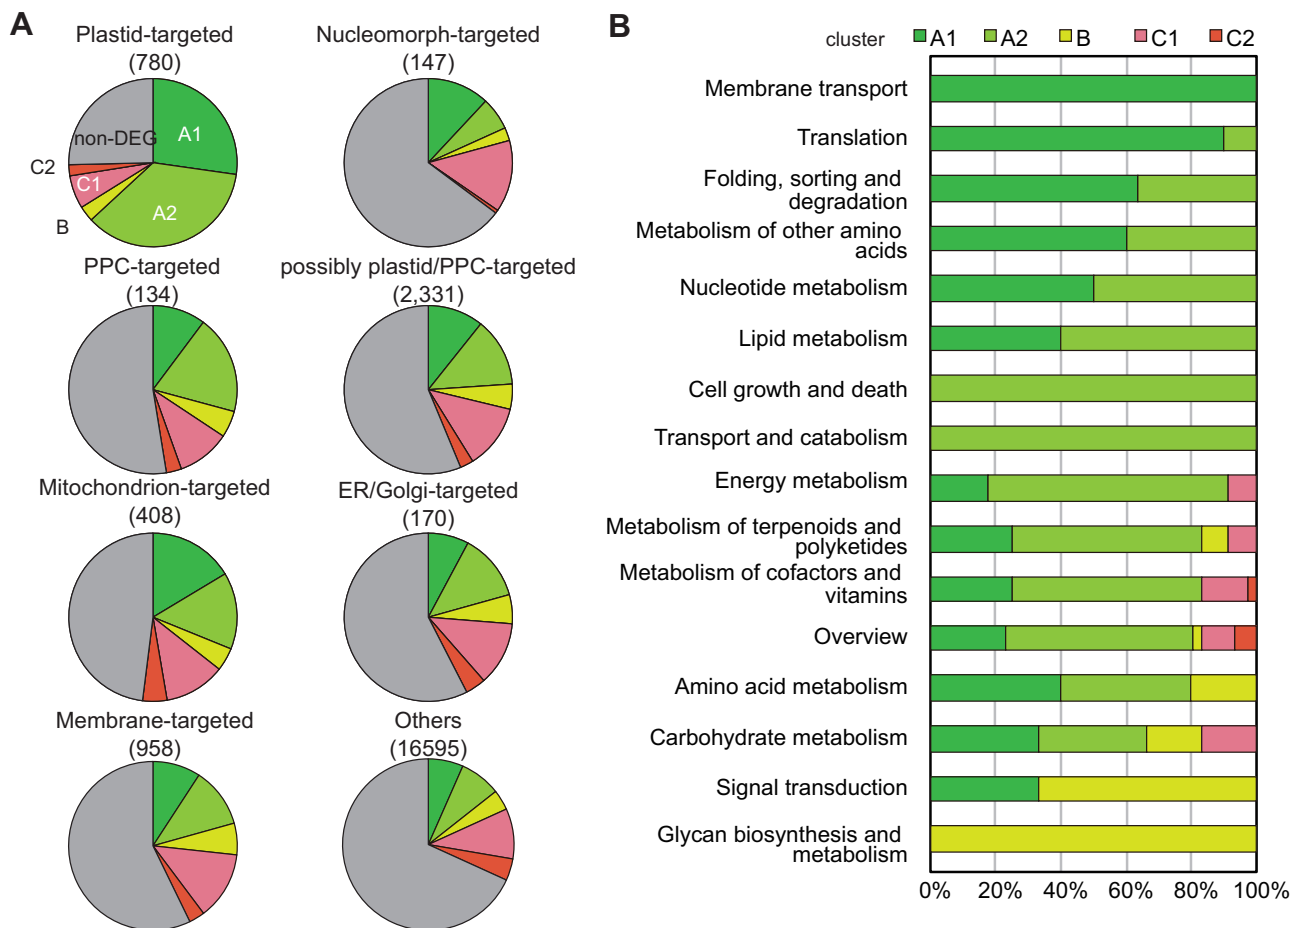 A
Plastid-targeted
(780)
non-DEG
A1
C2
C1
A2
B
Nucleomorph-targeted
(147)
PPC-targeted
(134)
possibly plastid/PPC-targeted
(2,331)
Mitochondrion-targeted
(408)
ER/Golgi-targeted
(170)
Membrane-targeted
(958)
Others
(16595)
B
cluster A1 A2 B C1 C2
Membrane transport
Translation
Folding, sorting and
degradation
Metabolism of other amino
acids
Nucleotide metabolism
Lipid metabolism
Cell growth and death
Transport and catabolism
Energy metabolism
Metabolism of terpenoids and
polyketides
Metabolism of cofactors and
vitamins
Overview
Amino acid metabolism
Carbohydrate metabolism
Signal transduction
Glycan biosynthesis and
metabolism
0% 20% 40% 60% 80% 100%